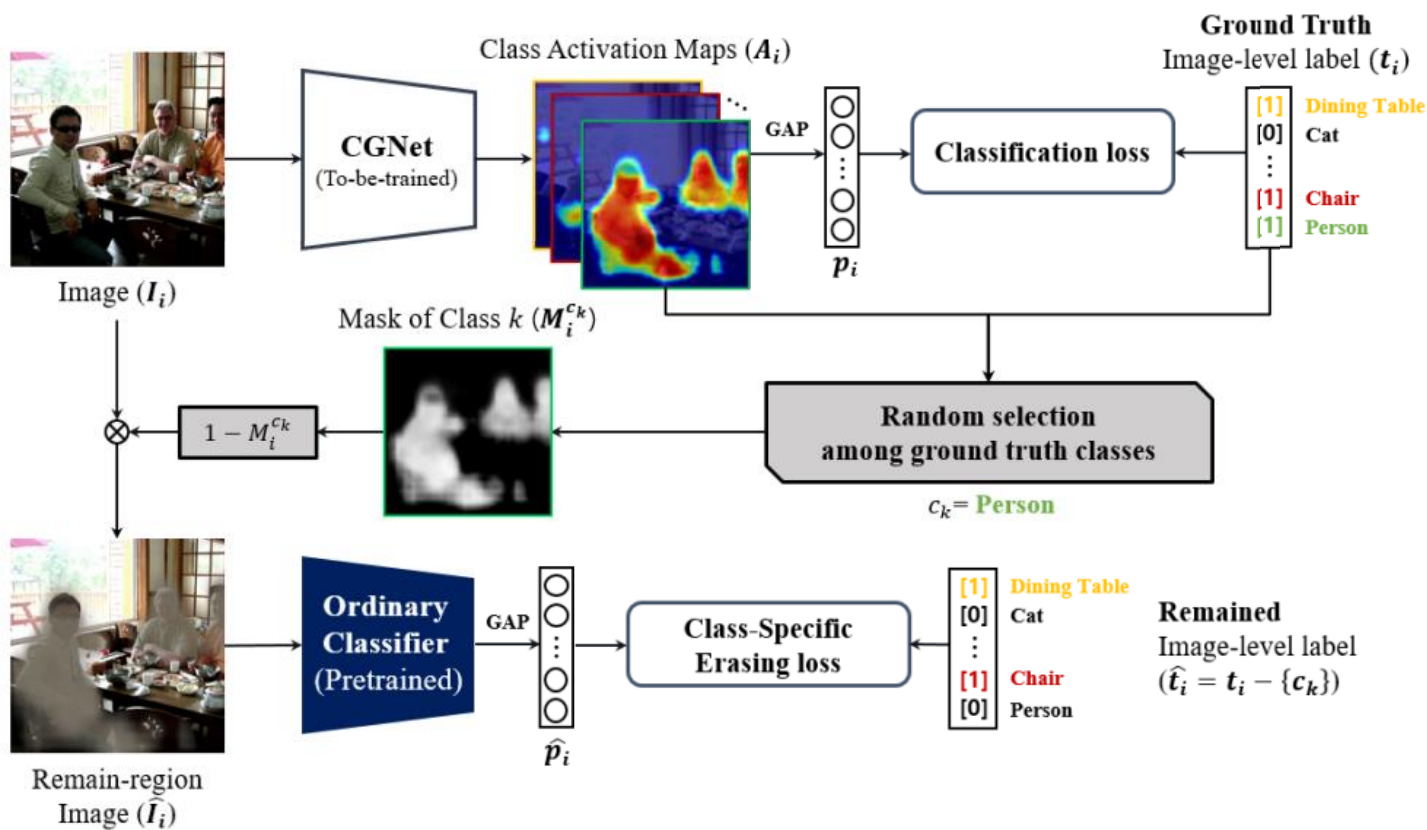 Ground Truth
Image-level label (tᵢ)
Class Activation Maps (Aᵢ)
CGNet
(To-be-trained)
GAP
pᵢ
Classification loss
[1] Dining Table
[0] Cat
⋮
[1] Chair
[1] Person
Image (Iᵢ)
Mask of Class k (Mᵢ^{cₖ})
1 − Mᵢ^{cₖ}
Random selection
among ground truth classes
cₖ= Person
Ordinary
Classifier
(Pretrained)
GAP
p̂ᵢ
Class-Specific
Erasing loss
[1] Dining Table
[0] Cat
⋮
[1] Chair
[0] Person
Remained
Image-level label
(t̂ᵢ = tᵢ − {cₖ})
Remain-region
Image (Îᵢ)